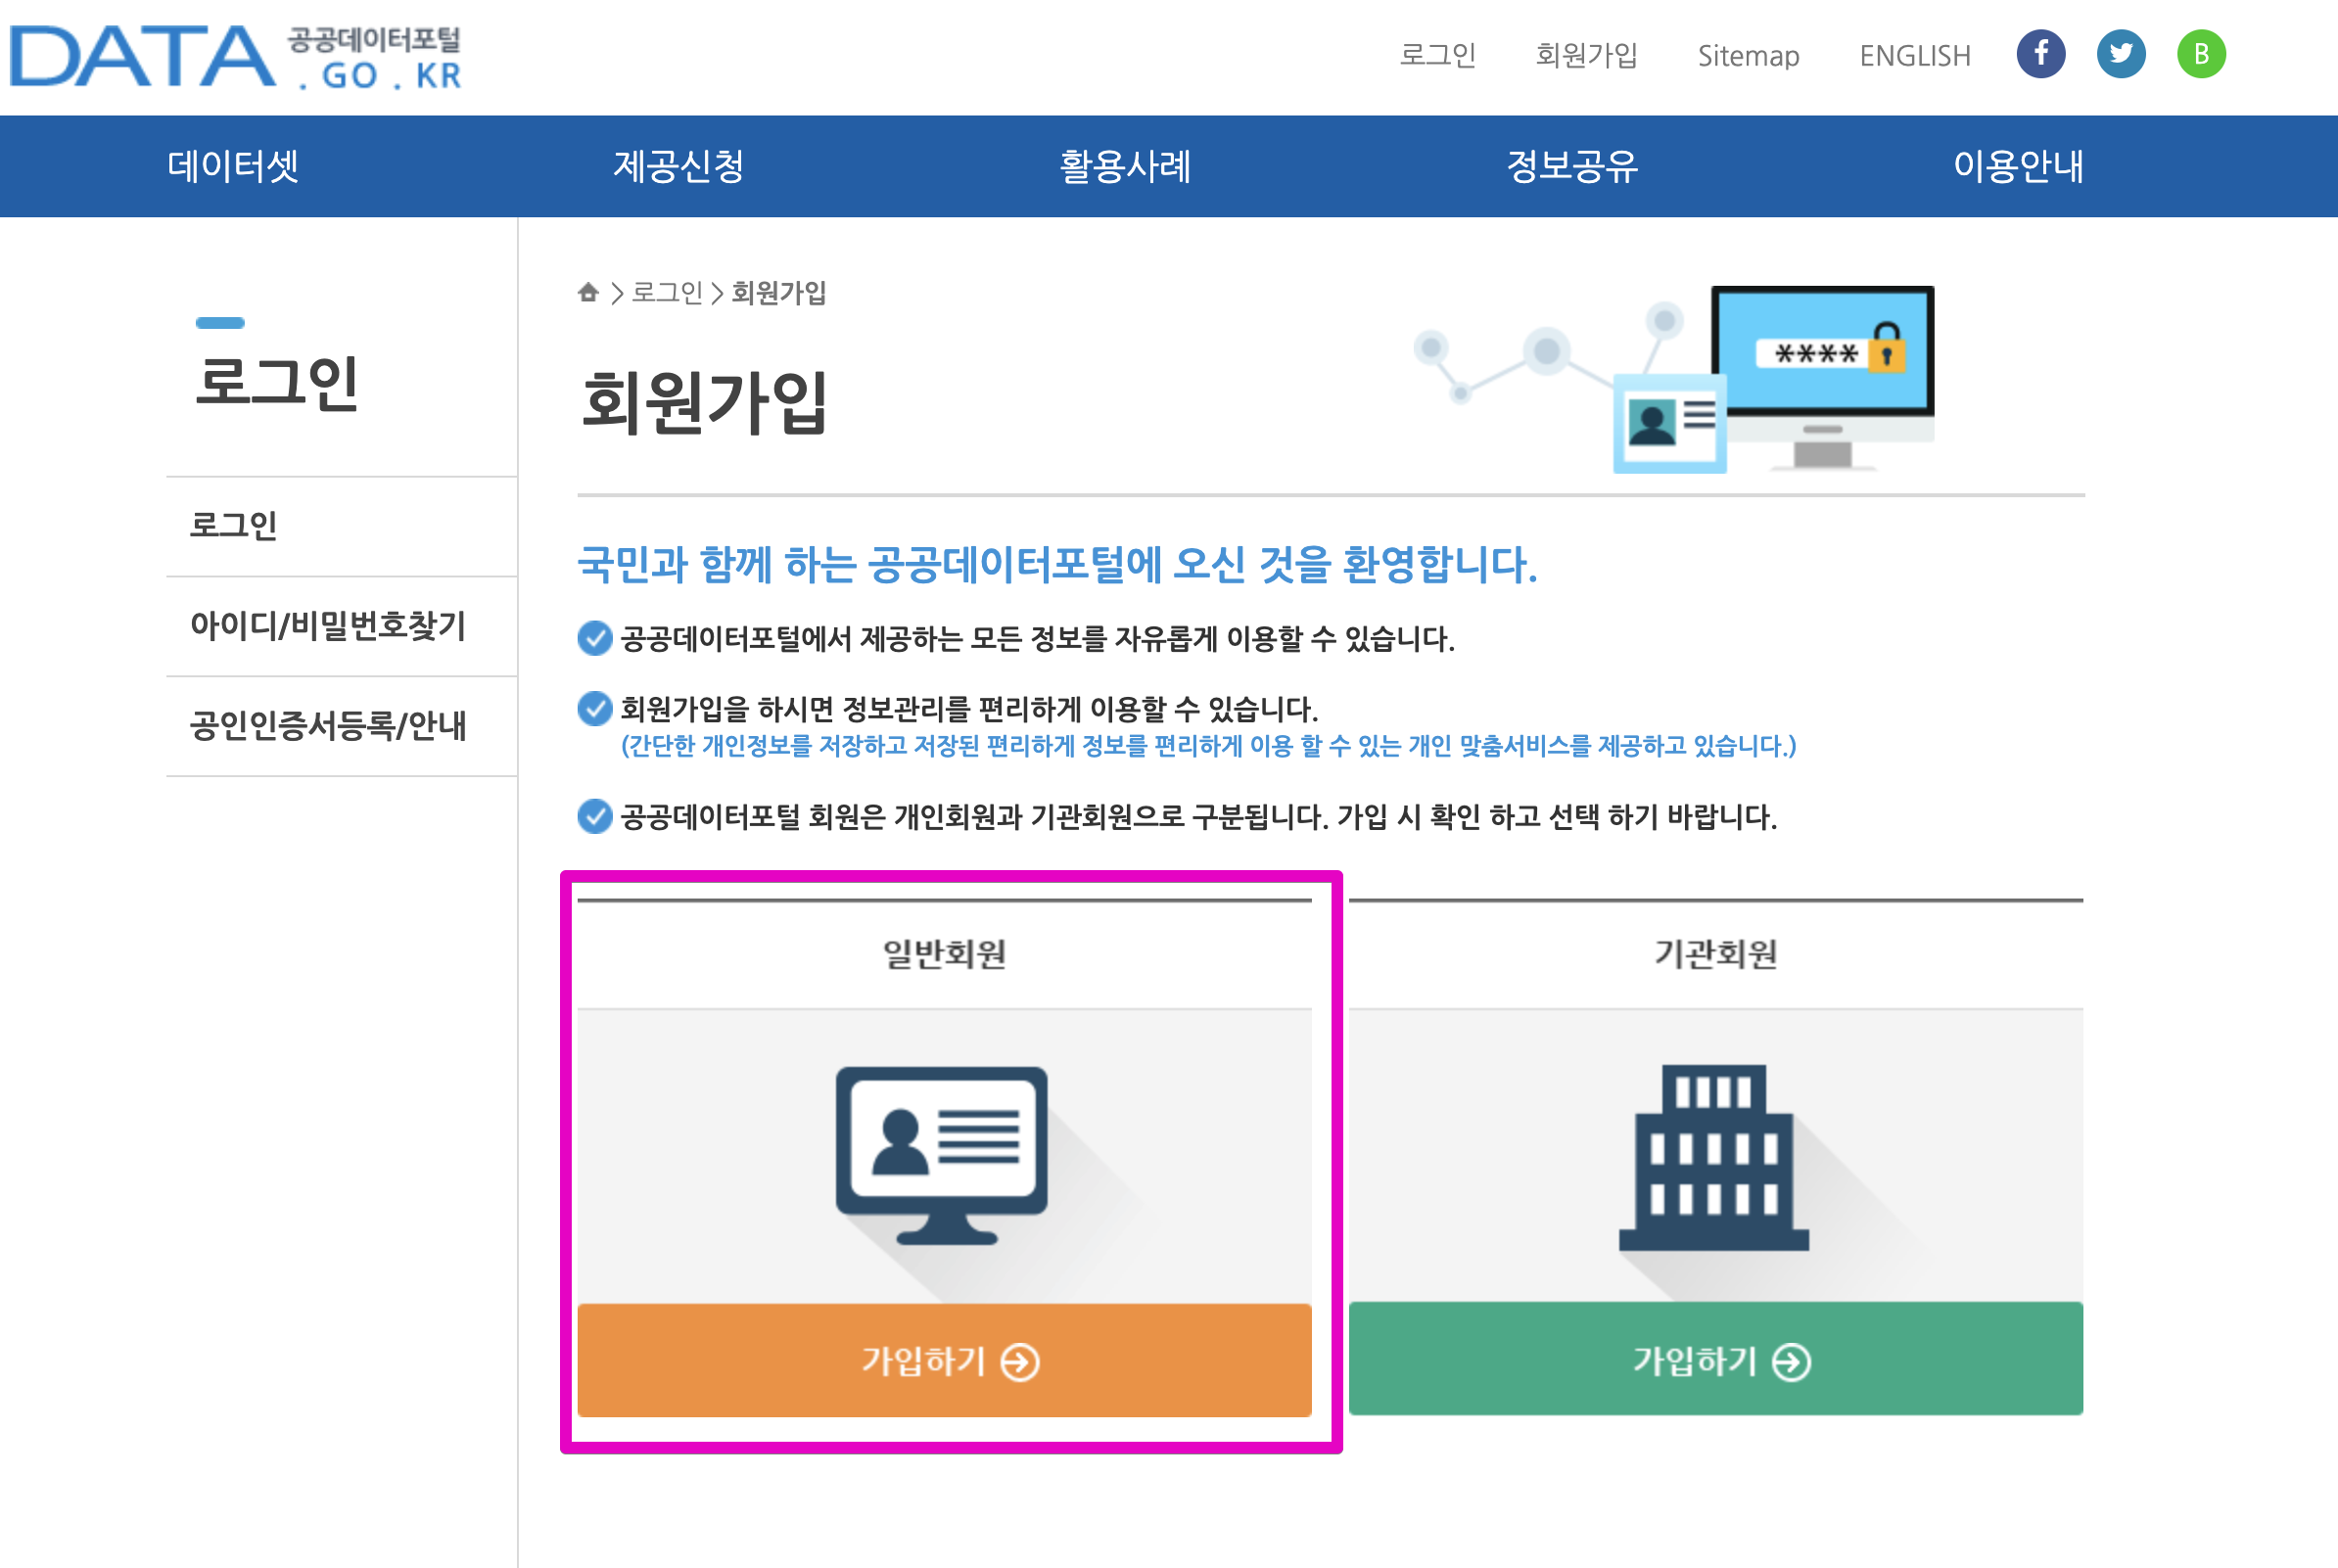 DATA 공공데이터포털
. GO . KR
로그인 회원가입 Sitemap ENGLISH f B
데이터셋 제공신청 활용사례 정보공유 이용안내
로그인
로그인
아이디/비밀번호찾기
공인인증서등록/안내
> 로그인 > 회원가입
회원가입
****
국민과 함께 하는 공공데이터포털에 오신 것을 환영합니다.
공공데이터포털에서 제공하는 모든 정보를 자유롭게 이용할 수 있습니다.
회원가입을 하시면 정보관리를 편리하게 이용할 수 있습니다.
(간단한 개인정보를 저장하고 저장된 편리하게 정보를 편리하게 이용 할 수 있는 개인 맞춤서비스를 제공하고 있습니다.)
공공데이터포털 회원은 개인회원과 기관회원으로 구분됩니다. 가입 시 확인 하고 선택 하기 바랍니다.
일반회원
가입하기
기관회원
가입하기